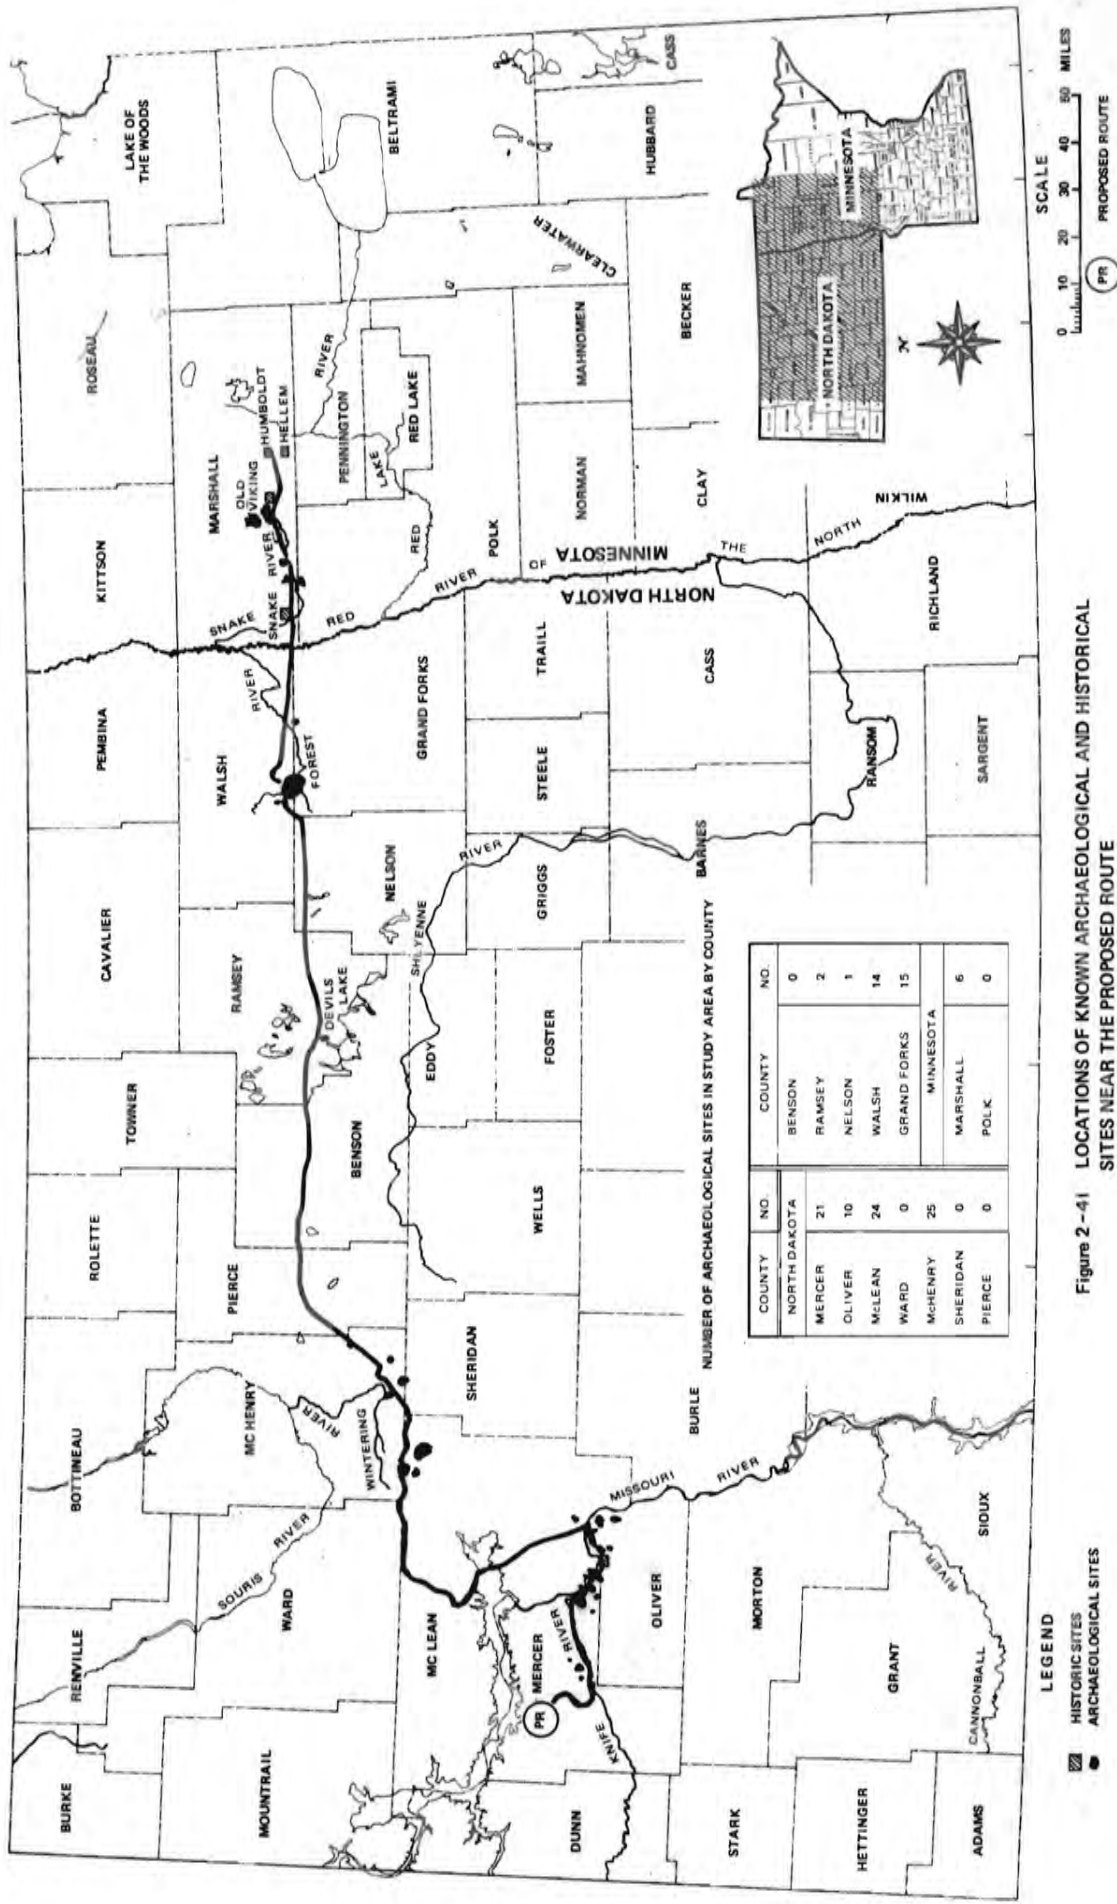 BURKE
RENVILLE
BOTTINEAU
ROLETTE
TOWNER
CAVALIER
PEMBINA
KITTSON
ROSEAU
LAKE OF
THE WOODS
MOUNTRAIL
WARD
SOURIS
RIVER
MC HENRY
PIERCE
RAMSEY
WALSH
MARSHALL
OLD
VIKING
HUMBOLDT
HELLEM
SNAKE
RIVER
SNAKE
RIVER
WINTERING
RIVER
BENSON
DEVILS
LAKE
NELSON
FOREST
RIVER
GRAND FORKS
RED
RIVER
OF
THE
NORTH
PENNINGTON
RED LAKE
RED
LAKE
RIVER
BELTRAMI
CLEARWATER
POLK
MC LEAN
SHERIDAN
EDDY
SHEYENNE
RIVER
MERCER
PR
KNIFE
RIVER
DUNN
WELLS
FOSTER
GRIGGS
STEELE
TRAILL
NORTH DAKOTA
MINNESOTA
NORMAN
MAHNOMEN
HUBBARD
CASS
OLIVER
MISSOURI
RIVER
BURLE
BARNES
CASS
CLAY
BECKER
STARK
MORTON
HETTINGER
GRANT
ADAMS
CANNONBALL
RIVER
SIOUX
RANSOM
SARGENT
RICHLAND
WILKIN
NORTH DAKOTA
MINNESOTA
N
NUMBER OF ARCHAEOLOGICAL SITES IN STUDY AREA BY COUNTY
COUNTY NO. COUNTY NO.
NORTH DAKOTA BENSON 0
MERCER 21 RAMSEY 2
OLIVER 10 NELSON 1
McLEAN 24 WALSH 14
WARD 0 GRAND FORKS 15
McHENRY 25 MINNESOTA
SHERIDAN 0 MARSHALL 6
PIERCE 0 POLK 0
LEGEND
HISTORIC SITES
ARCHAEOLOGICAL SITES
SCALE
0 10 20 30 40 50 MILES
PR PROPOSED ROUTE
Figure 2-41 LOCATIONS OF KNOWN ARCHAEOLOGICAL AND HISTORICAL
SITES NEAR THE PROPOSED ROUTE